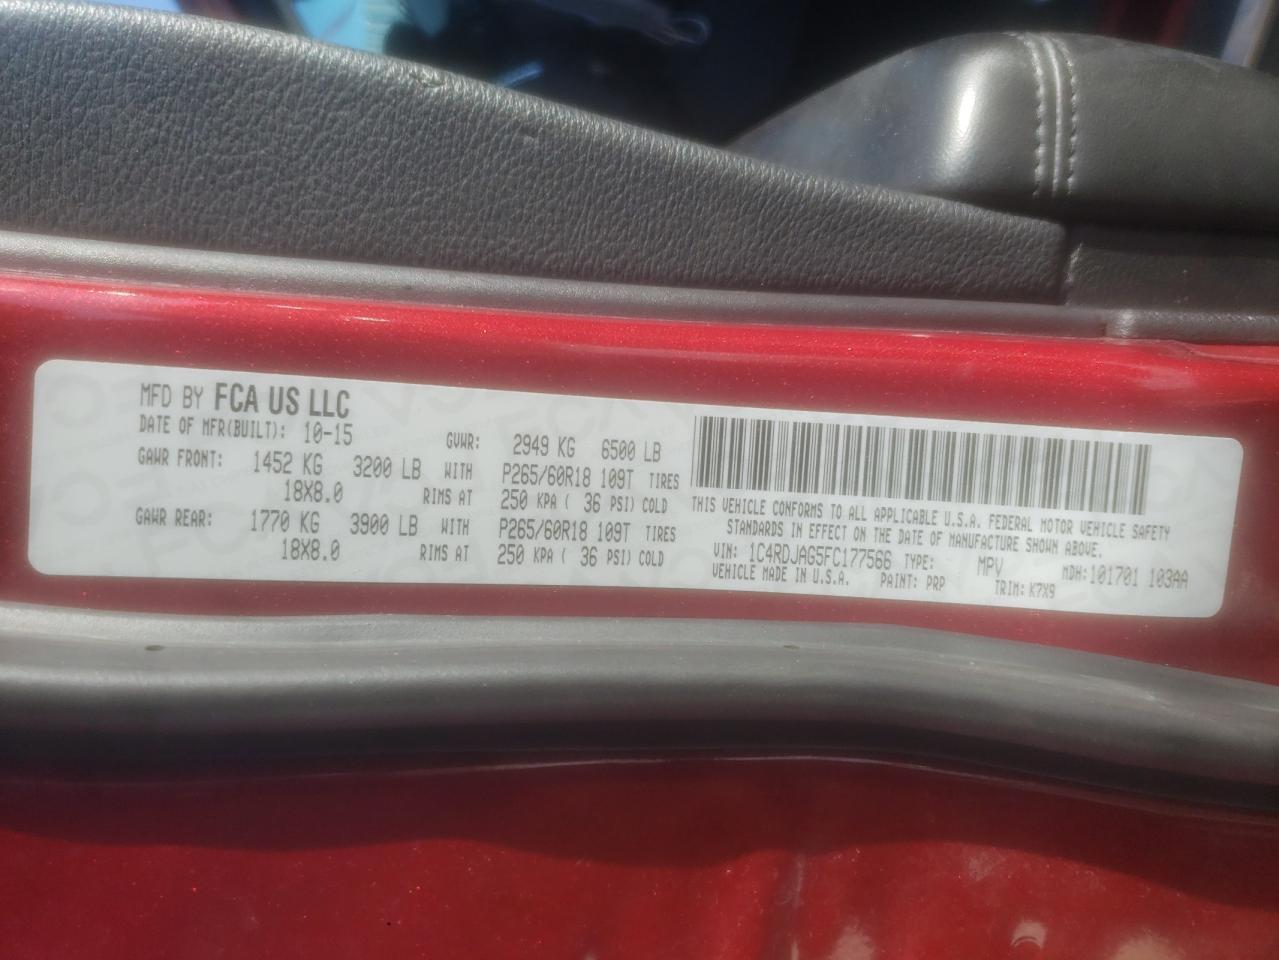 MFD BY FCA US LLC
DATE OF MFR(BUILT): 10-15 GVWR: 2949 KG 6500 LB
GAWR FRONT: 1452 KG 3200 LB WITH P265/60R18 109T TIRES
18X8.0 RIMS AT 250 KPA ( 36 PSI) COLD
GAWR REAR: 1770 KG 3900 LB WITH P265/60R18 109T TIRES
18X8.0 RIMS AT 250 KPA ( 36 PSI) COLD
THIS VEHICLE CONFORMS TO ALL APPLICABLE U.S.A. FEDERAL MOTOR VEHICLE SAFETY
STANDARDS IN EFFECT ON THE DATE OF MANUFACTURE SHOWN ABOVE.
VIN: 1C4RDJAG5FC177566 TYPE: MPV MDH: 101701 103AA
VEHICLE MADE IN U.S.A. PAINT: PRP TRIM: K7X9